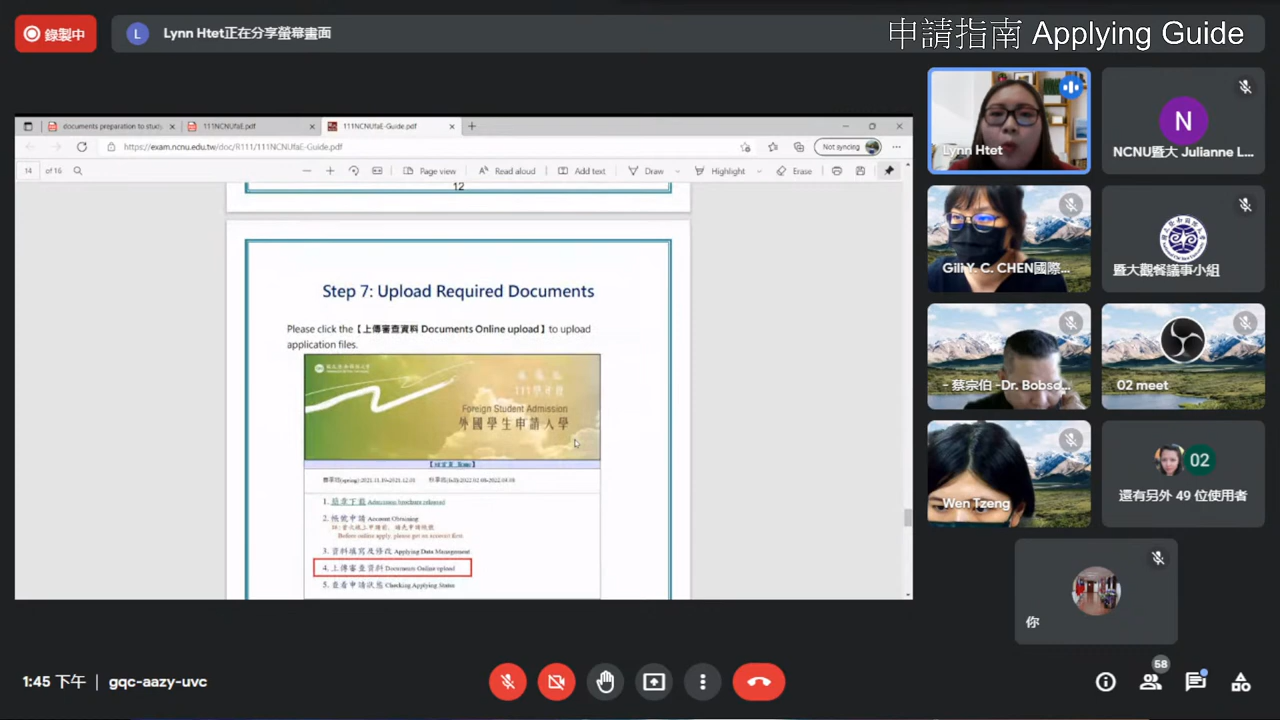 錄製中
L
Lynn Htet正在分享螢幕畫面
申請指南 Applying Guide
documents preparation to study
111NCNUfaE.pdf
111NCNUfaE-Guide.pdf
https://exam.ncnu.edu.tw/doc/R111/111NCNUfaE-Guide.pdf
Not syncing
14 of 16
Page view
Read aloud
Add text
Draw
Highlight
Erase
12
Step 7: Upload Required Documents
Please click the【上傳審查資料 Documents Online upload】to upload
application files.
111學年度
Foreign Student Admission
外國學生申請入學
1. 簡章下載 Admission brochure released
2. 帳號申請 Account Obtaining
Before online apply, please get an account first.
3. 資料填寫及修改 Applying Data Management
4. 上傳審查資料 Documents Online upload
5. 查看申請狀態 Checking Applying Status
Lynn Htet
N
NCNU暨大 Julianne L...
Gili Y. C. CHEN國際...
暨大觀餐議事小組
- 蔡宗伯 -Dr. Bobso...
02 meet
Wen Tzeng
02
還有另外 49 位使用者
你
1:45 下午 | gqc-aazy-uvc
58